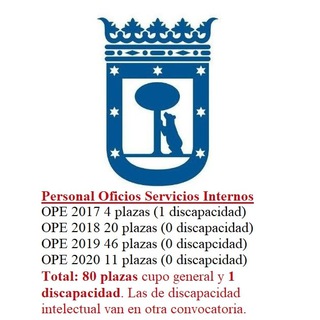 Personal Oficios Servicios Internos
OPE 2017 4 plazas (1 discapacidad)
OPE 2018 20 plazas (0 discapacidad)
OPE 2019 46 plazas (0 discpcidad)
OPE 2020 11 plazas (0 discpcidad)
Total: 80 plazas cupo general y 1
discapacidad. Las de discapacidad
intelectual van en otra convocatoria.